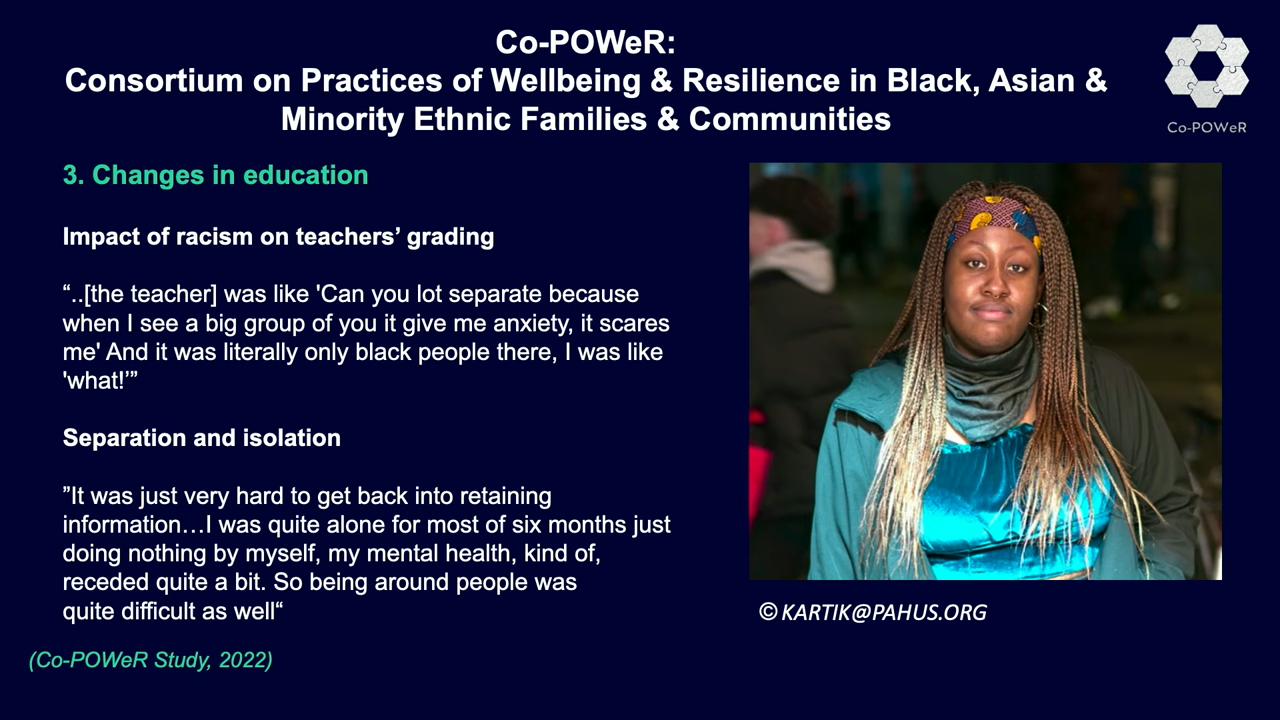 Co-POWeR:
Consortium on Practices of Wellbeing & Resilience in Black, Asian &
Minority Ethnic Families & Communities
Co-POWeR
3. Changes in education
Impact of racism on teachers’ grading
“..[the teacher] was like 'Can you lot separate because
when I see a big group of you it give me anxiety, it scares
me' And it was literally only black people there, I was like
'what!’”
Separation and isolation
”It was just very hard to get back into retaining
information…I was quite alone for most of six months just
doing nothing by myself, my mental health, kind of,
receded quite a bit. So being around people was
quite difficult as well“
© KARTIK@PAHUS.ORG
(Co-POWeR Study, 2022)